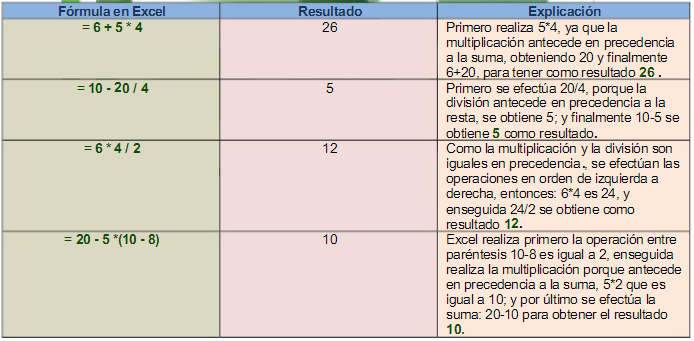 Fórmula en Excel Resultado Explicación
= 6 + 5 * 4 26 Primero realiza 5*4, ya que la
multiplicación antecede en precedencia
a la suma, obteniendo 20 y finalmente
6+20, para tener como resultado 26 .
= 10 - 20 / 4 5 Primero se efectúa 20/4, porque la
división antecede en precedencia a la
resta, se obtiene 5; y finalmente 10-5 se
obtiene 5 como resultado.
= 6 * 4 / 2 12 Como la multiplicación y la división son
iguales en precedencia., se efectúan las
operaciones en orden de izquierda a
derecha, entonces: 6*4 es 24, y
enseguida 24/2 se obtiene como
resultado 12.
= 20 - 5 *(10 - 8) 10 Excel realiza primero la operación entre
paréntesis 10-8 es igual a 2, enseguida
realiza la multiplicación porque antecede
en precedencia a la suma, 5*2 que es
igual a 10; y por último se efectúa la
suma: 20-10 para obtener el resultado
10.